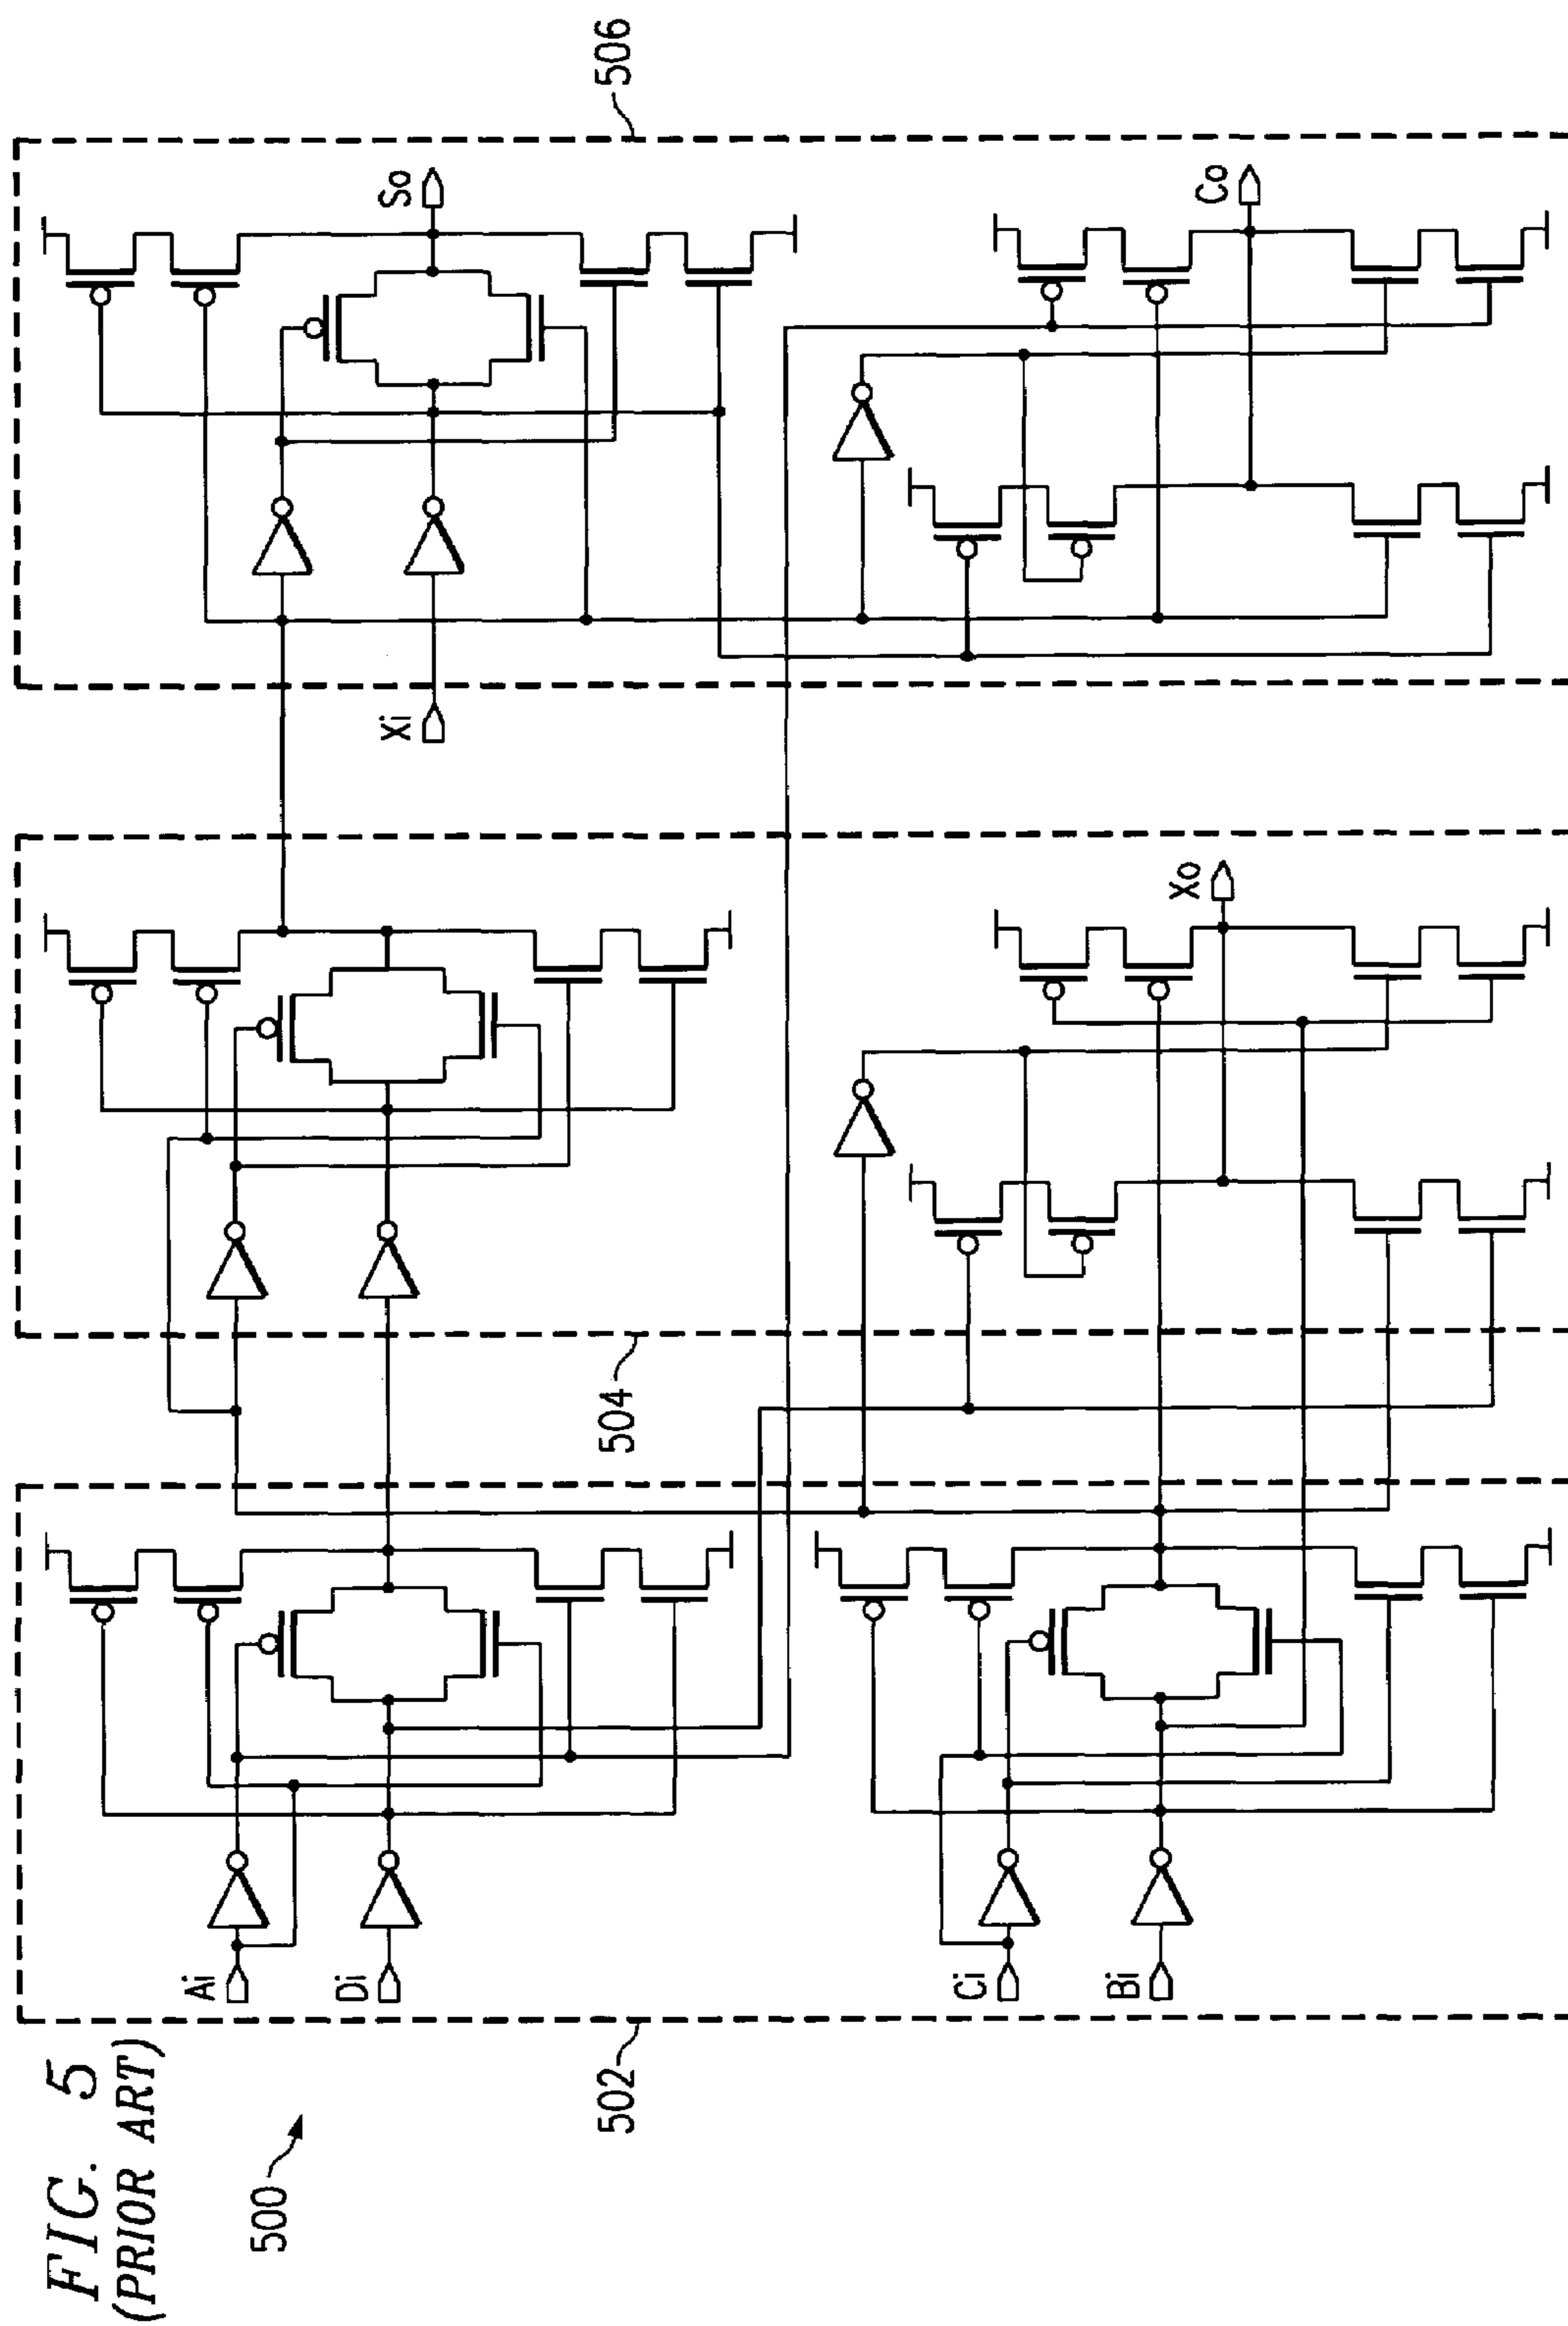 FIG. 5
(PRIOR ART)
500
502
504
506
Ai
Di
Ci
Bi
Xi
Xo
So
Co